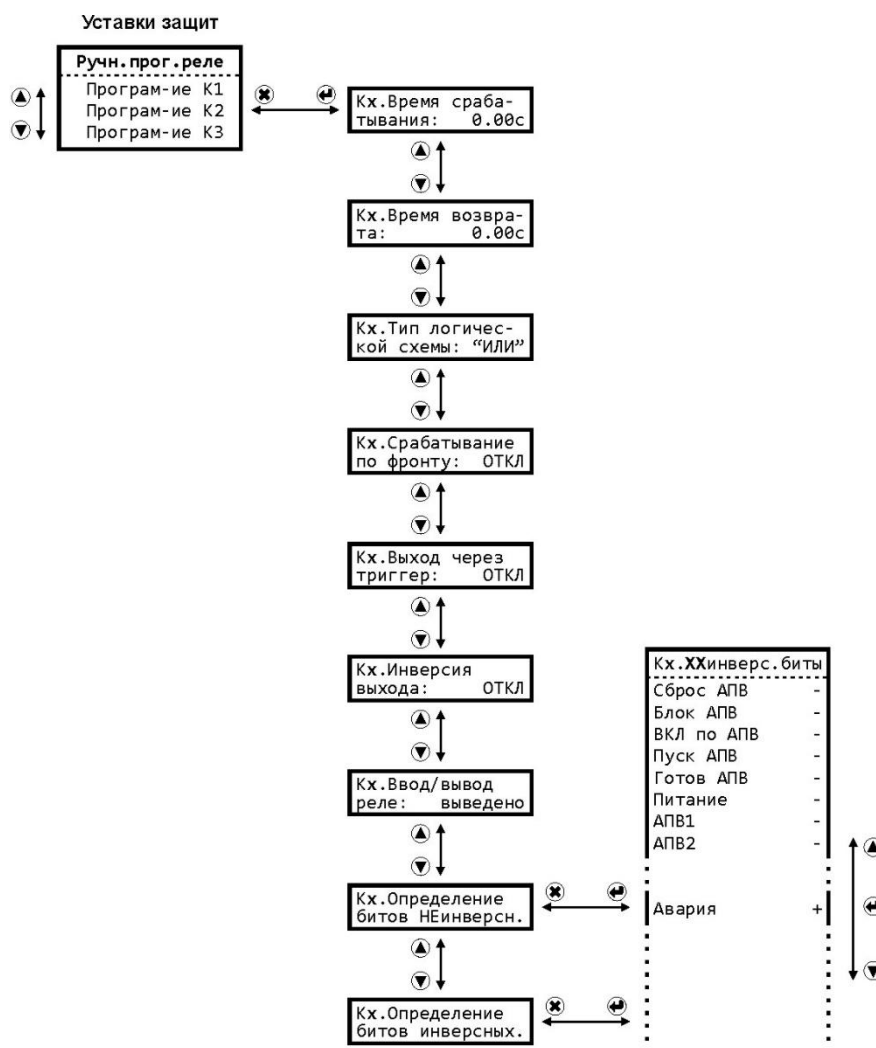 Уставки защит
Ручн.прог.реле
Програм-ие К1
Програм-ие К2
Програм-ие К3
Кх.Время сраба-
тывания: 0.00с
Кх.Время возвра-
та: 0.00с
Кх.Тип логичес-
кой схемы: “ИЛИ”
Кх.Срабатывание
по фронту: ОТКЛ
Кх.Выход через
триггер: ОТКЛ
Кх.Инверсия
выхода: ОТКЛ
Кх.Ввод/вывод
реле: выведено
Кх.Определение
битов НЕинверсн.
Кх.Определение
битов инверсных.
Кх.ХХинверс.биты
Сброс АПВ -
Блок АПВ -
ВКЛ по АПВ -
Пуск АПВ -
Готов АПВ -
Питание -
АПВ1 -
АПВ2 -
Авария +